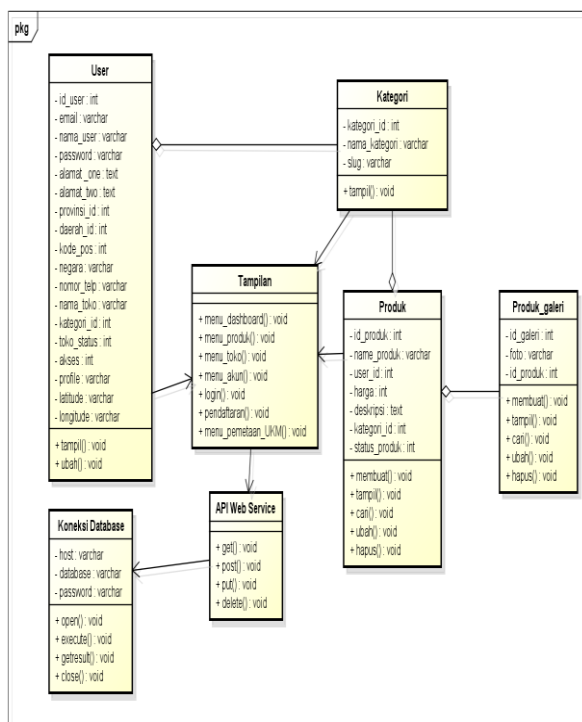 pkg
User
- id_user : int
- email : varchar
- nama_user : varchar
- password : varchar
- alamat_one : text
- alamat_two : text
- provinsi_id : int
- daerah_id : int
- kode_pos : int
- negara : varchar
- nomor_telp : varchar
- nama_toko : varchar
- kategori_id : int
- toko_status : int
- akses : int
- profile : varchar
- latitude : varchar
- longitude : varchar
+ tampil() : void
+ ubah() : void
Kategori
- kategori_id : int
- nama_kategori : varchar
- slug : varchar
+ tampil() : void
Tampilan
+ menu_dashboard() : void
+ menu_produk() : void
+ menu_toko() : void
+ menu_akun() : void
+ login() : void
+ pendaftaran() : void
+ menu_pemetaan_UKM() : void
Produk
- id_produk : int
- name_produk : varchar
- user_id : int
- harga : int
- deskripsi : text
- kategori_id : int
- status_produk : int
+ membuat() : void
+ tampil() : void
+ cari() : void
+ ubah() : void
+ hapus() : void
Produk_galeri
- id_galeri : int
- foto : varchar
- id_produk : int
+ membuat() : void
+ tampil() : void
+ cari() : void
+ ubah() : void
+ hapus() : void
API Web Service
+ get() : void
+ post() : void
+ put() : void
+ delete() : void
Koneksi Database
- host : varchar
- database : varchar
- password : varchar
+ open() : void
+ execute() : void
+ getresult() : void
+ close() : void